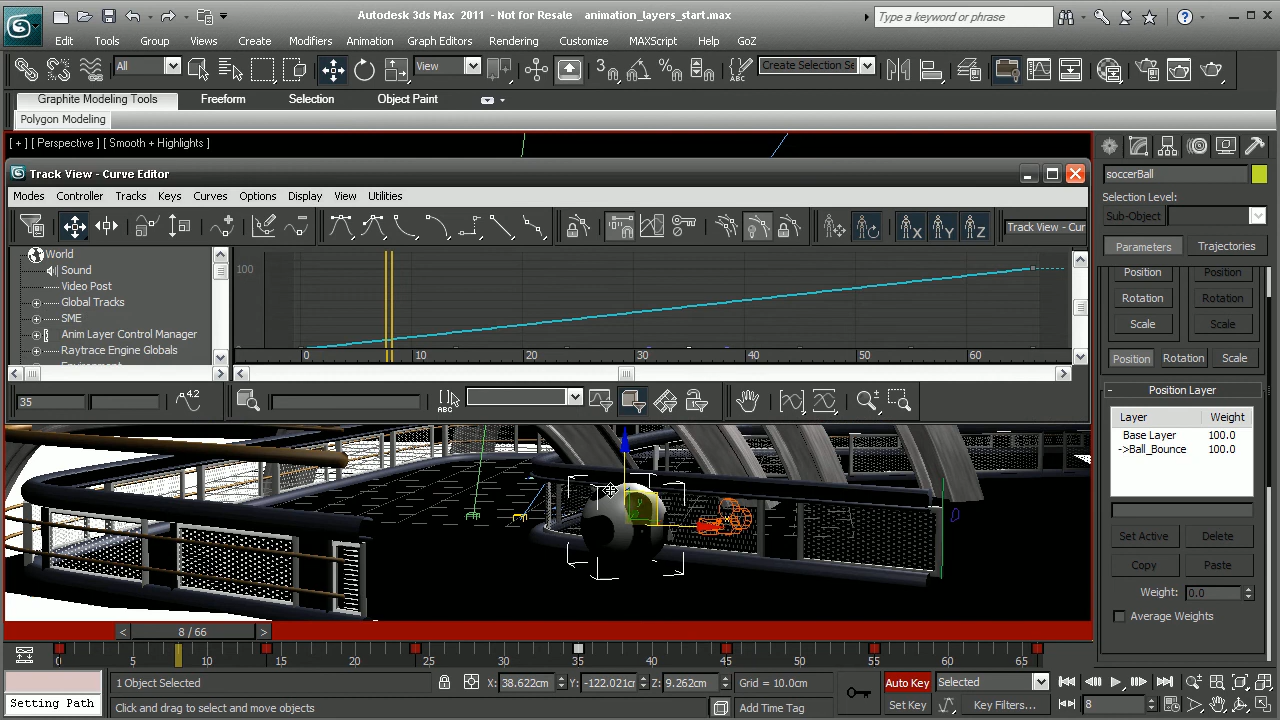 Autodesk 3ds Max 2011 - Not for Resale animation_layers_start.max
Type a keyword or phrase
Edit Tools Group Views Create Modifiers Animation Graph Editors Rendering Customize MAXScript Help GoZ
All View Create Selection Se
Graphite Modeling Tools Freeform Selection Object Paint
Polygon Modeling
[ + ] [ Perspective ] [ Smooth + Highlights ]
Track View - Curve Editor
soccerBall
Modes Controller Tracks Keys Curves Options Display View Utilities
Selection Level:
Sub-Object
X Y Z Track View - Cur
Parameters Trajectories
World
Sound
Video Post
Global Tracks
SME
Anim Layer Control Manager
Raytrace Engine Globals
100
0 10 20 30 40 50 60
Position Position
Rotation Rotation
Scale Scale
Position Rotation Scale
35
4.2
ABC
- Position Layer
Layer Weight
Base Layer 100.0
->Ball_Bounce 100.0
Set Active Delete
Copy Paste
Weight: 0.0
Average Weights
< 8 / 66 >
5 10 15 20 25 30 35 40 45 50 55 60 65
1 Object Selected X: 38.622cm Y: -122.021cm Z: 9.262cm Grid = 10.0cm Auto Key Selected
Setting Path Click and drag to select and move objects Add Time Tag Set Key Key Filters... 8